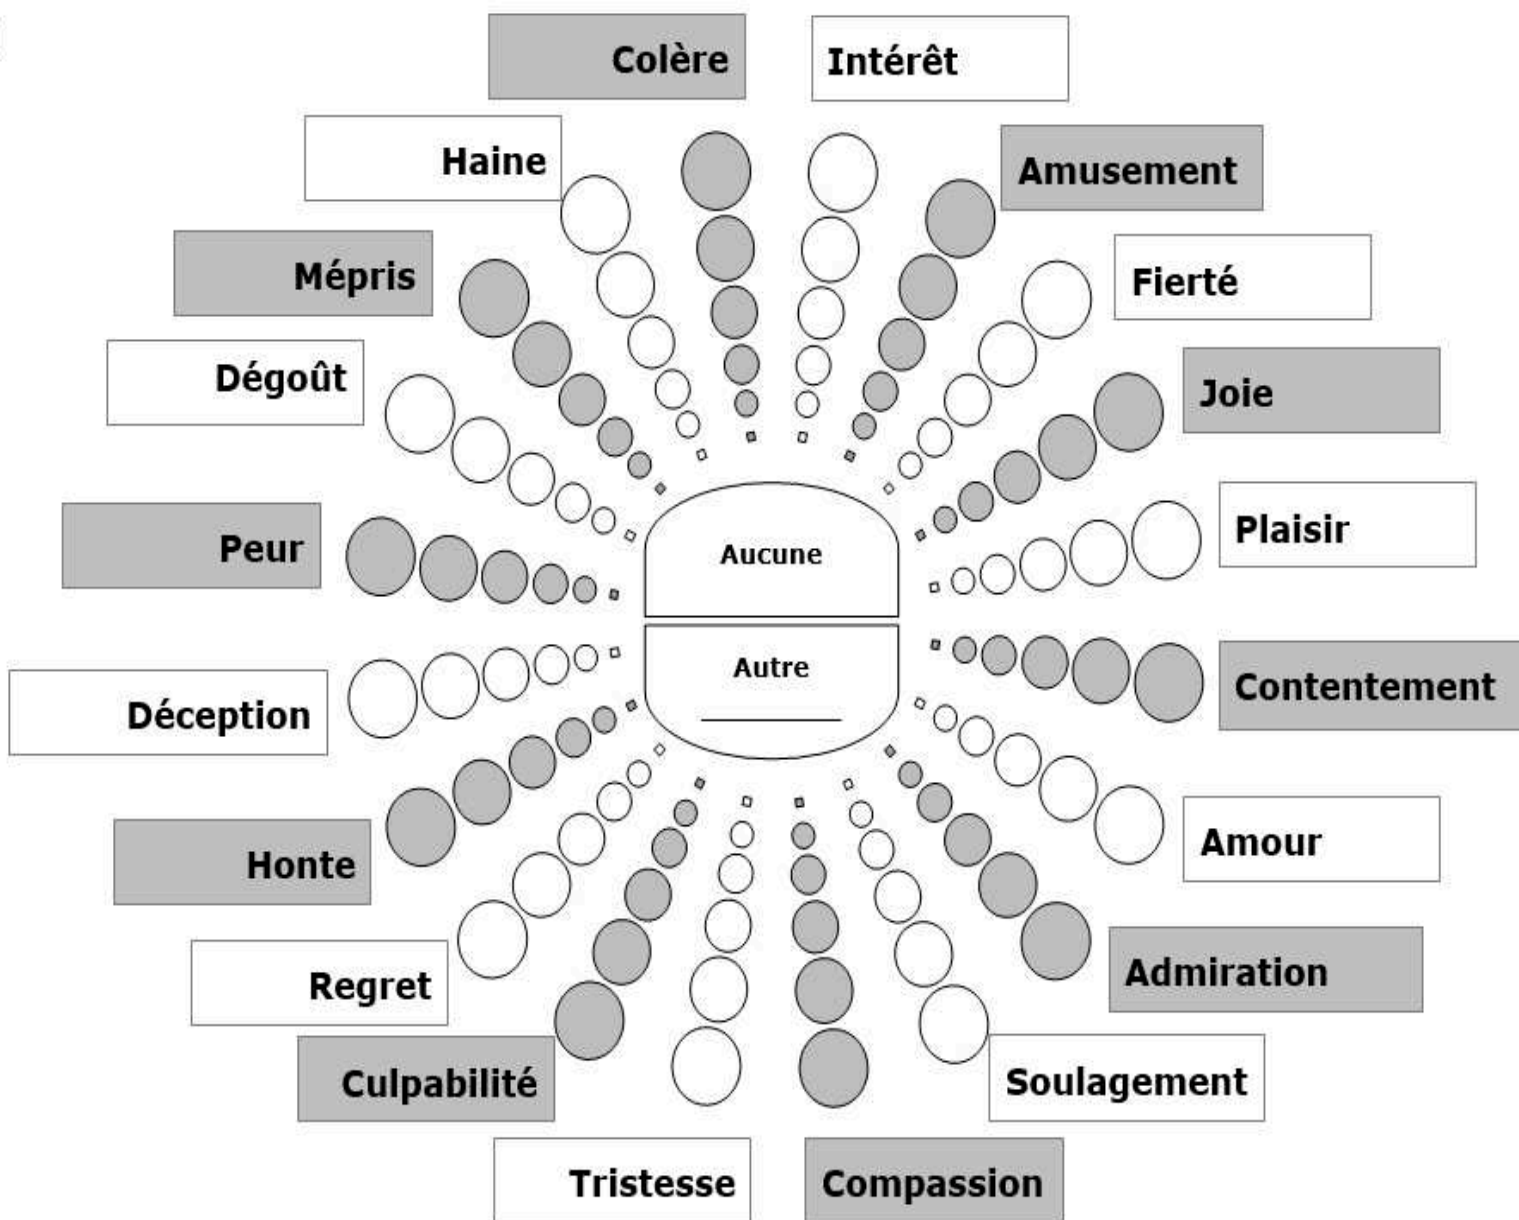 Colère
Intérêt
Haine
Amusement
Mépris
Fierté
Dégoût
Joie
Peur
Plaisir
Aucune
Autre
Déception
Contentement
Honte
Amour
Regret
Admiration
Culpabilité
Soulagement
Tristesse
Compassion